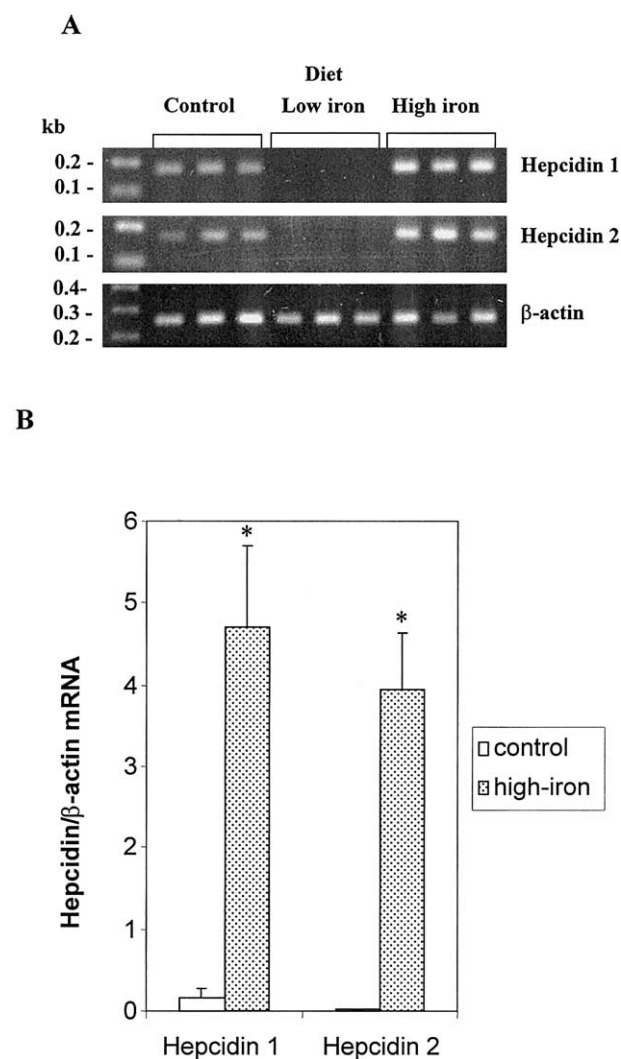 A
Diet
Control Low iron High iron
kb
0.2 -
0.1 -
Hepcidin 1
0.2 -
0.1 -
Hepcidin 2
0.4-
0.3 -
0.2 -
β-actin
B
Hepcidin/β-actin mRNA
6
5
4
3
2
1
0
*
*
control
high-iron
Hepcidin 1 Hepcidin 2